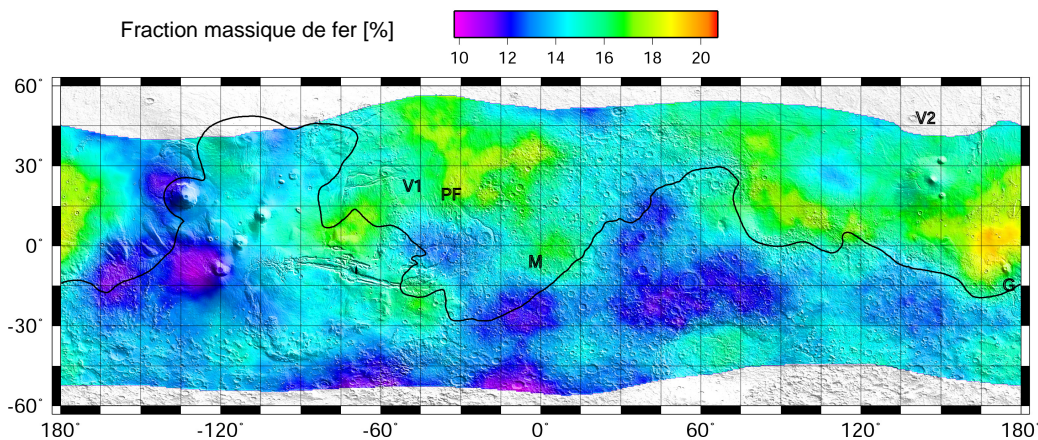 Fraction massique de fer [%]
10 12 14 16 18 20
60°
30°
0°
-30°
-60°
V2
V1
PF
M
G
180° -120° -60° 0° 60° 120° 180°